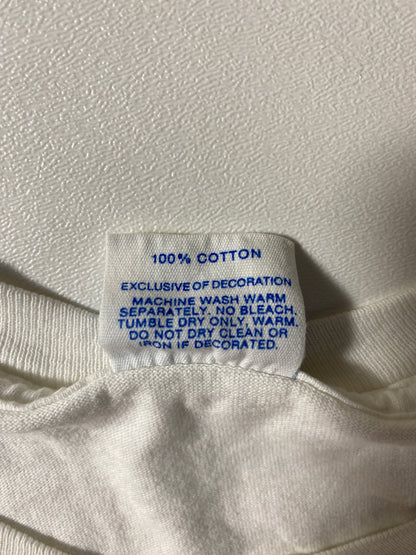 100% COTTON
EXCLUSIVE OF DECORATION
MACHINE WASH WARM
SEPARATELY. NO BLEACH.
TUMBLE DRY ONLY, WARM.
DO NOT DRY CLEAN OR
IRON IF DECORATED.